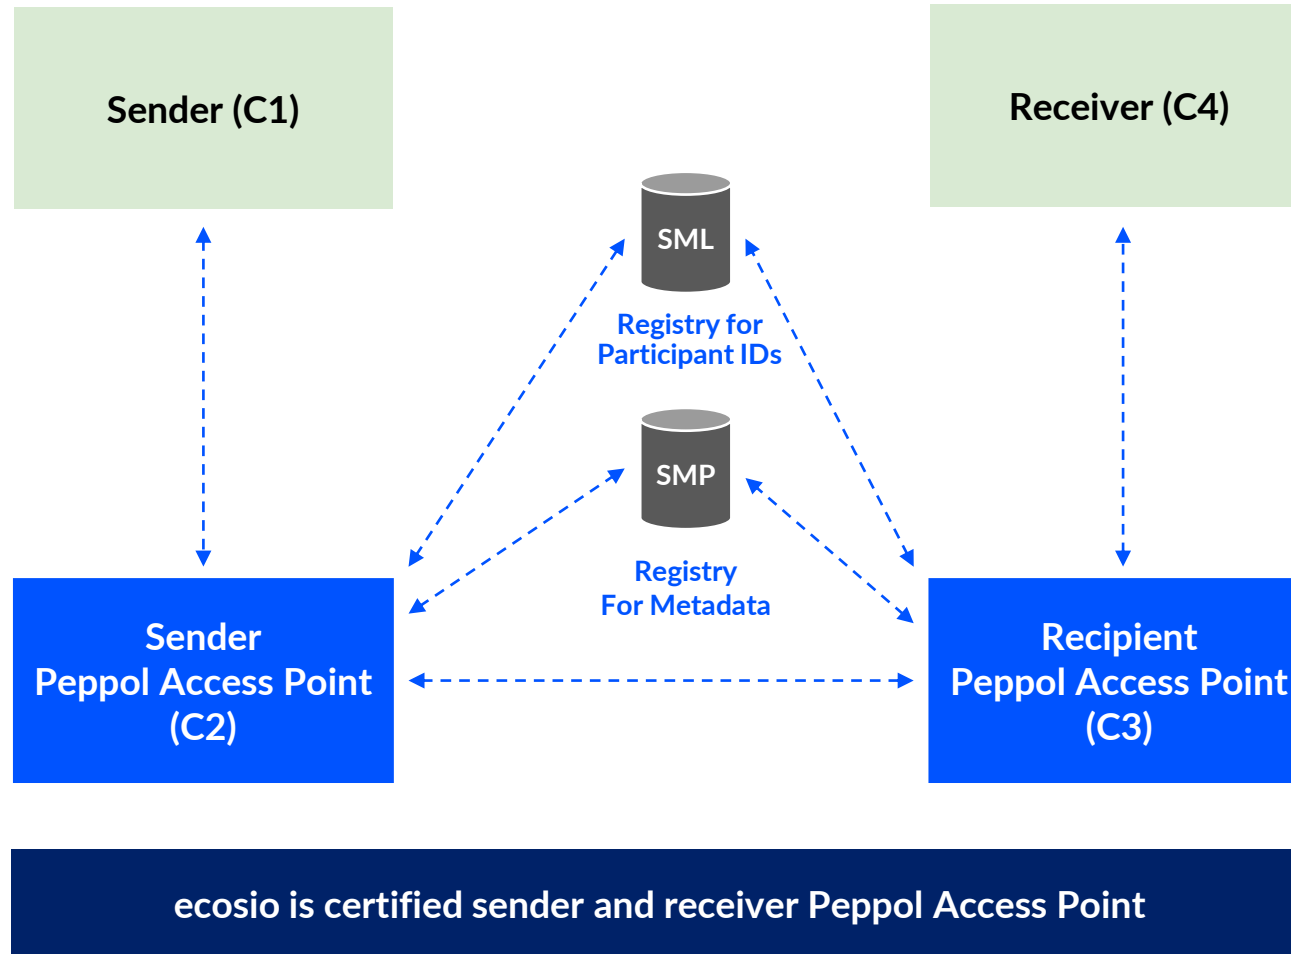 Sender (C1)
Receiver (C4)
SML
Registry for
Participant IDs
SMP
Registry
For Metadata
Sender
Peppol Access Point
(C2)
Recipient
Peppol Access Point
(C3)
ecosio is certified sender and receiver Peppol Access Point